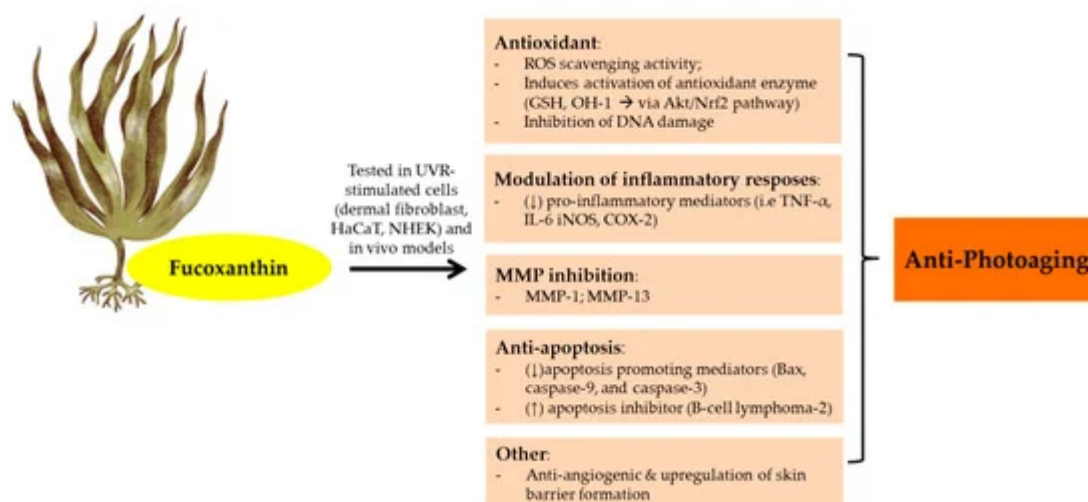 Fucoxanthin
Tested in UVR-
stimulated cells
(dermal fibroblast,
HaCaT, NHEK) and
in vivo models
Antioxidant:
- ROS scavenging activity;
- Induces activation of antioxidant enzyme
(GSH, OH-1 → via Akt/Nrf2 pathway)
- Inhibition of DNA damage
Modulation of inflammatory resposes:
- (↓) pro-inflammatory mediators (i.e TNF-α,
IL-6 iNOS, COX-2)
MMP inhibition:
- MMP-1; MMP-13
Anti-apoptosis:
- (↓)apoptosis promoting mediators (Bax,
caspase-9, and caspase-3)
- (↑) apoptosis inhibitor (B-cell lymphoma-2)
Other:
- Anti-angiogenic & upregulation of skin
barrier formation
Anti-Photoaging